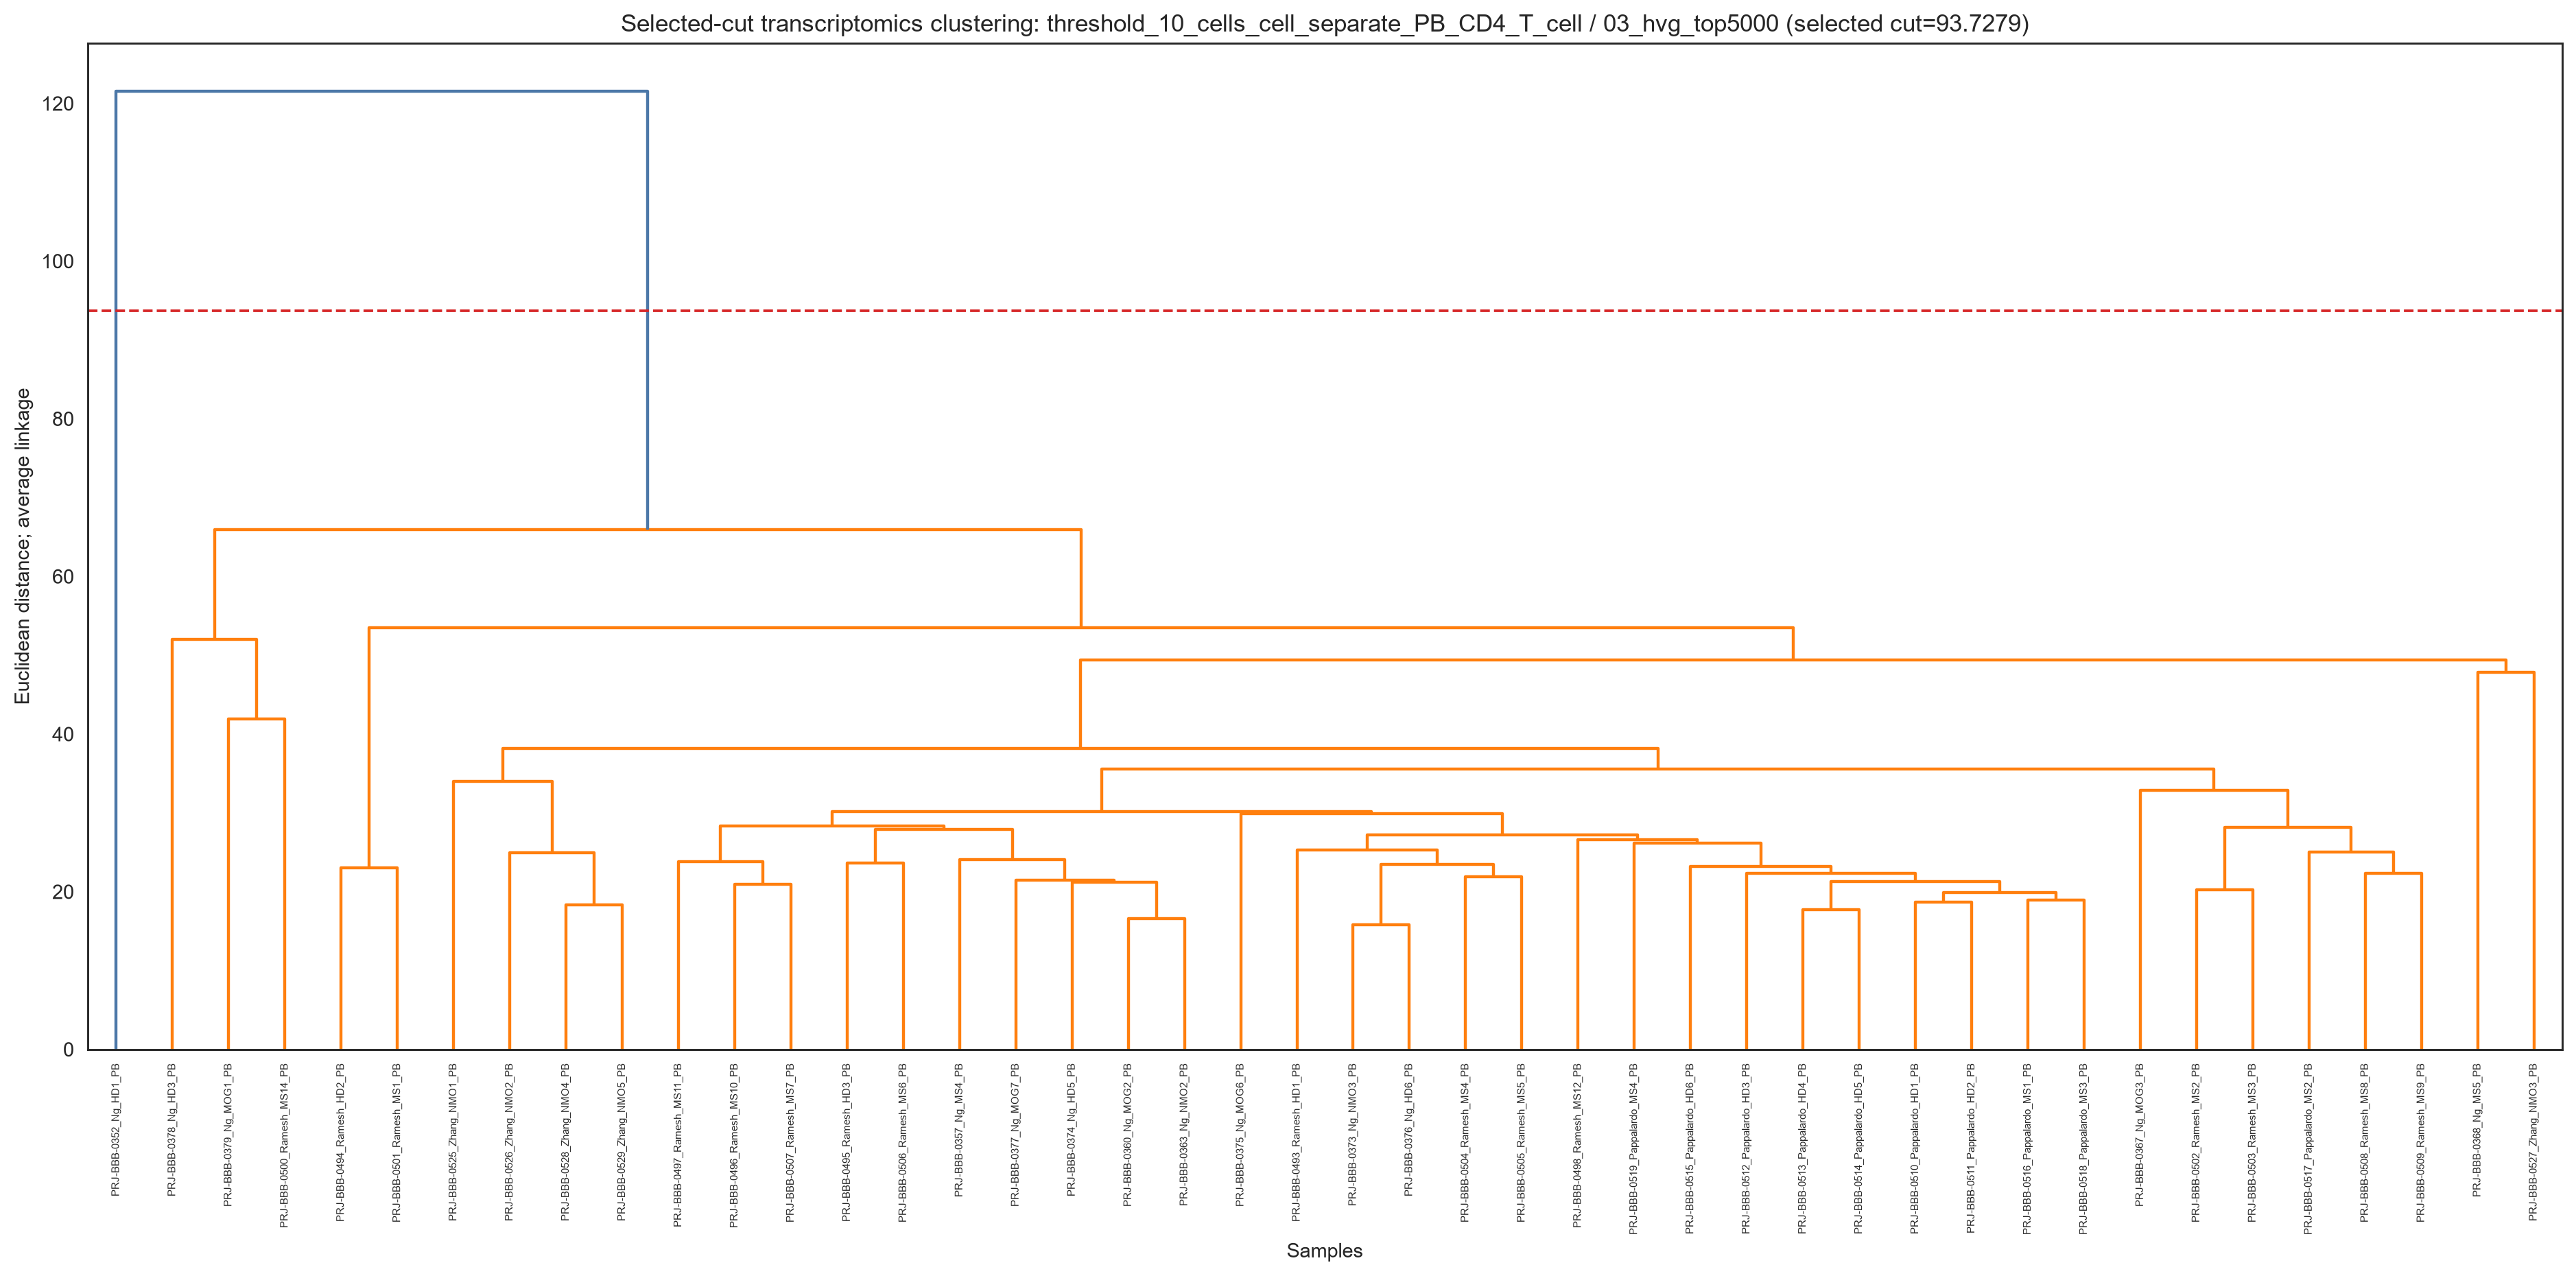 Selected-cut transcriptomics clustering: threshold_10_cells_cell_separate_PB_CD4_T_cell / 03_hvg_top5000 (selected cut=93.7279)
Euclidean distance; average linkage
120
100
80
60
40
20
0
PRJ-BBB-0352_Ng_HD1_PB
PRJ-BBB-0378_Ng_HD3_PB
PRJ-BBB-0379_Ng_MOG1_PB
PRJ-BBB-0500_Ramesh_MS14_PB
PRJ-BBB-0494_Ramesh_HD2_PB
PRJ-BBB-0501_Ramesh_MS1_PB
PRJ-BBB-0525_Zhang_NMO1_PB
PRJ-BBB-0526_Zhang_NMO2_PB
PRJ-BBB-0528_Zhang_NMO4_PB
PRJ-BBB-0529_Zhang_NMO5_PB
PRJ-BBB-0497_Ramesh_MS11_PB
PRJ-BBB-0496_Ramesh_MS10_PB
PRJ-BBB-0507_Ramesh_MS7_PB
PRJ-BBB-0495_Ramesh_HD3_PB
PRJ-BBB-0506_Ramesh_MS6_PB
PRJ-BBB-0357_Ng_MS4_PB
PRJ-BBB-0377_Ng_MOG7_PB
PRJ-BBB-0374_Ng_HD5_PB
PRJ-BBB-0360_Ng_MOG2_PB
PRJ-BBB-0363_Ng_NMO2_PB
PRJ-BBB-0375_Ng_MOG6_PB
PRJ-BBB-0493_Ramesh_HD1_PB
PRJ-BBB-0373_Ng_NMO3_PB
PRJ-BBB-0376_Ng_HD6_PB
PRJ-BBB-0504_Ramesh_MS4_PB
PRJ-BBB-0505_Ramesh_MS5_PB
PRJ-BBB-0498_Ramesh_MS12_PB
PRJ-BBB-0519_Pappalardo_MS4_PB
PRJ-BBB-0515_Pappalardo_HD6_PB
PRJ-BBB-0512_Pappalardo_HD3_PB
PRJ-BBB-0513_Pappalardo_HD4_PB
PRJ-BBB-0514_Pappalardo_HD5_PB
PRJ-BBB-0510_Pappalardo_HD1_PB
PRJ-BBB-0511_Pappalardo_HD2_PB
PRJ-BBB-0516_Pappalardo_MS1_PB
PRJ-BBB-0518_Pappalardo_MS3_PB
PRJ-BBB-0367_Ng_MOG3_PB
PRJ-BBB-0502_Ramesh_MS2_PB
PRJ-BBB-0503_Ramesh_MS3_PB
PRJ-BBB-0517_Pappalardo_MS2_PB
PRJ-BBB-0508_Ramesh_MS8_PB
PRJ-BBB-0509_Ramesh_MS9_PB
PRJ-BBB-0368_Ng_MS5_PB
PRJ-BBB-0527_Zhang_NMO3_PB
Samples